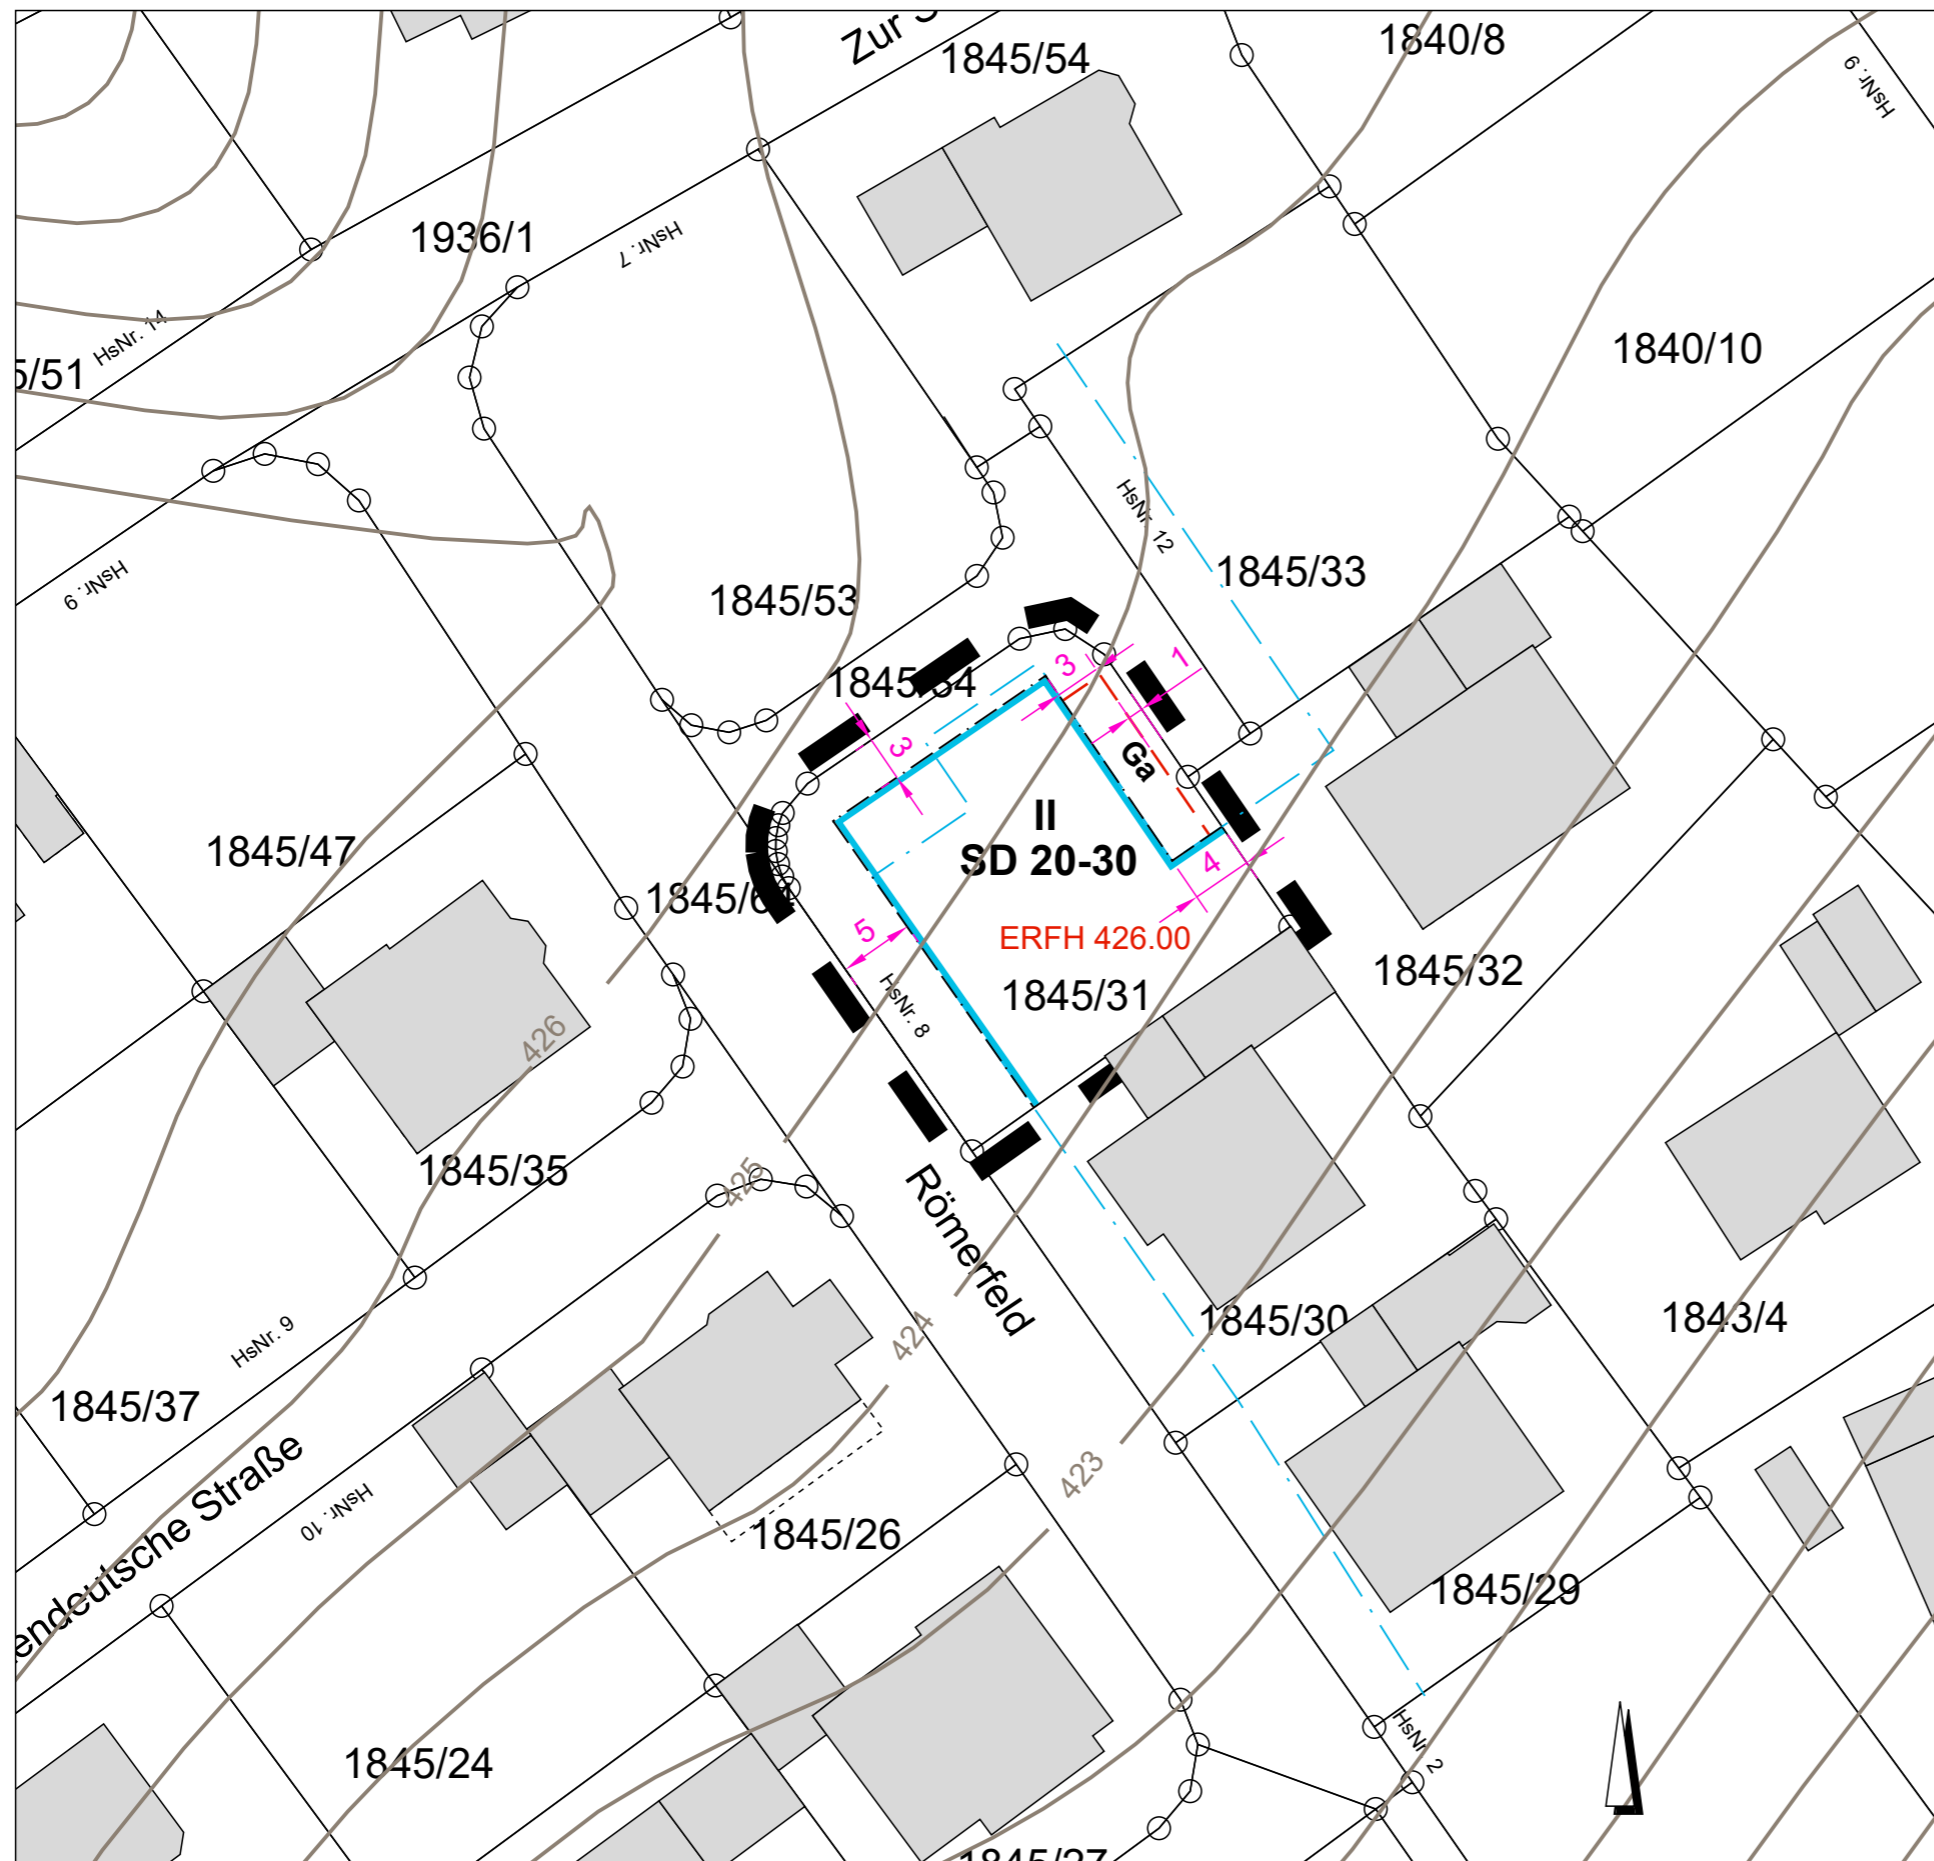 Zur
1845/54
1840/8
HsNr. 9
1936/1
HsNr. 7
HsNr. 14
5/51
1840/10
HsNr. 12
1845/33
HsNr. 9
1845/53
1845/34
3
1
3
Ga
II
SD 20-30
4
1845/47
1845/64
5
ERFH 426.00
1845/31
HsNr. 8
1845/32
426
1845/35
425
Römerfeld
424
1845/30
1843/4
HsNr. 9
1845/37
endeutsche Straße
HsNr. 10
423
1845/26
1845/29
1845/24
HsNr. 2
1845/27